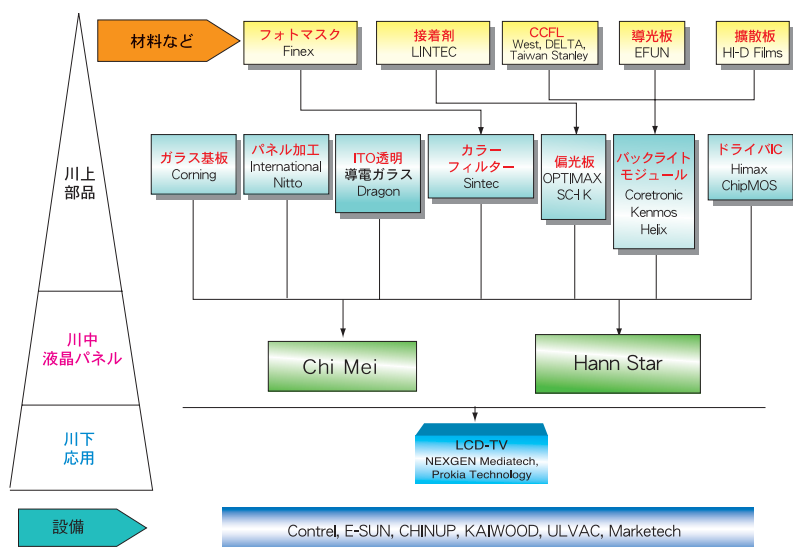 材料など
フォトマスク
Finex
接着剤
LINTEC
CCFL
West, DELTA,
Taiwan Stanley
導光板
EFUN
擴散板
HI-D Films
川上
部品
ガラス基板
Corning
パネル加工
International
Nitto
ITO透明
導電ガラス
Dragon
カラー
フィルター
Sintec
偏光板
OPTIMAX
SC-I K
バックライト
モジュール
Coretronic
Kenmos
Helix
ドライバIC
Himax
ChipMOS
川中
液晶パネル
Chi Mei
Hann Star
川下
応用
LCD-TV
NEXGEN Mediatech,
Prokia Technology
設備
Contrel, E-SUN, CHINUP, KAIWOOD, ULVAC, Marketech